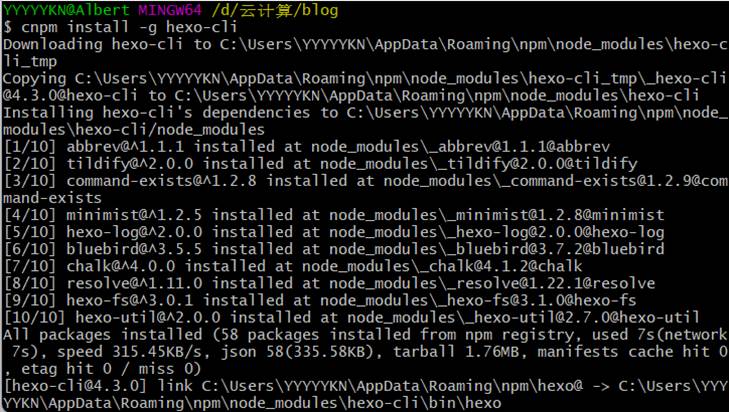 YYYYYKN@Albert MINGW64 /d/云计算/blog
$ cnpm install -g hexo-cli
Downloading hexo-cli to C:\Users\YYYYYKN\AppData\Roaming\npm\node_modules\hexo-c
li_tmp
Copying C:\Users\YYYYYKN\AppData\Roaming\npm\node_modules\hexo-cli_tmp\_hexo-cli
@4.3.0@hexo-cli to C:\Users\YYYYYKN\AppData\Roaming\npm\node_modules\hexo-cli
Installing hexo-cli's dependencies to C:\Users\YYYYYKN\AppData\Roaming\npm\node_
modules\hexo-cli/node_modules
[1/10] abbrev@^1.1.1 installed at node_modules\_abbrev@1.1.1@abbrev
[2/10] tildify@^2.0.0 installed at node_modules\_tildify@2.0.0@tildify
[3/10] command-exists@^1.2.8 installed at node_modules\_command-exists@1.2.9@com
mand-exists
[4/10] minimist@^1.2.5 installed at node_modules\_minimist@1.2.8@minimist
[5/10] hexo-log@^2.0.0 installed at node_modules\_hexo-log@2.0.0@hexo-log
[6/10] bluebird@^3.5.5 installed at node_modules\_bluebird@3.7.2@bluebird
[7/10] chalk@^4.0.0 installed at node_modules\_chalk@4.1.2@chalk
[8/10] resolve@^1.11.0 installed at node_modules\_resolve@1.22.1@resolve
[9/10] hexo-fs@^3.0.1 installed at node_modules\_hexo-fs@3.1.0@hexo-fs
[10/10] hexo-util@^2.0.0 installed at node_modules\_hexo-util@2.7.0@hexo-util
All packages installed (58 packages installed from npm registry, used 7s(network
 7s), speed 315.45KB/s, json 58(335.58KB), tarball 1.76MB, manifests cache hit 0
, etag hit 0 / miss 0)
[hexo-cli@4.3.0] link C:\Users\YYYYYKN\AppData\Roaming\npm\hexo@ -> C:\Users\YYY
YYKN\AppData\Roaming\npm\node_modules\hexo-cli\bin\hexo